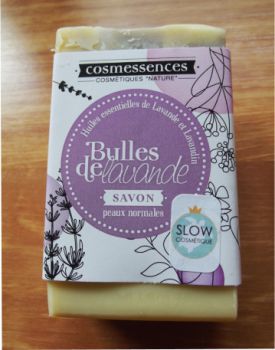 cosmessences
COSMÉTIQUES "NATURE"
Huiles essentielles de Lavande et Lavandin
Bulles
de lavande
SAVON
peaux normales
SLOW
COSMÉTIQUE